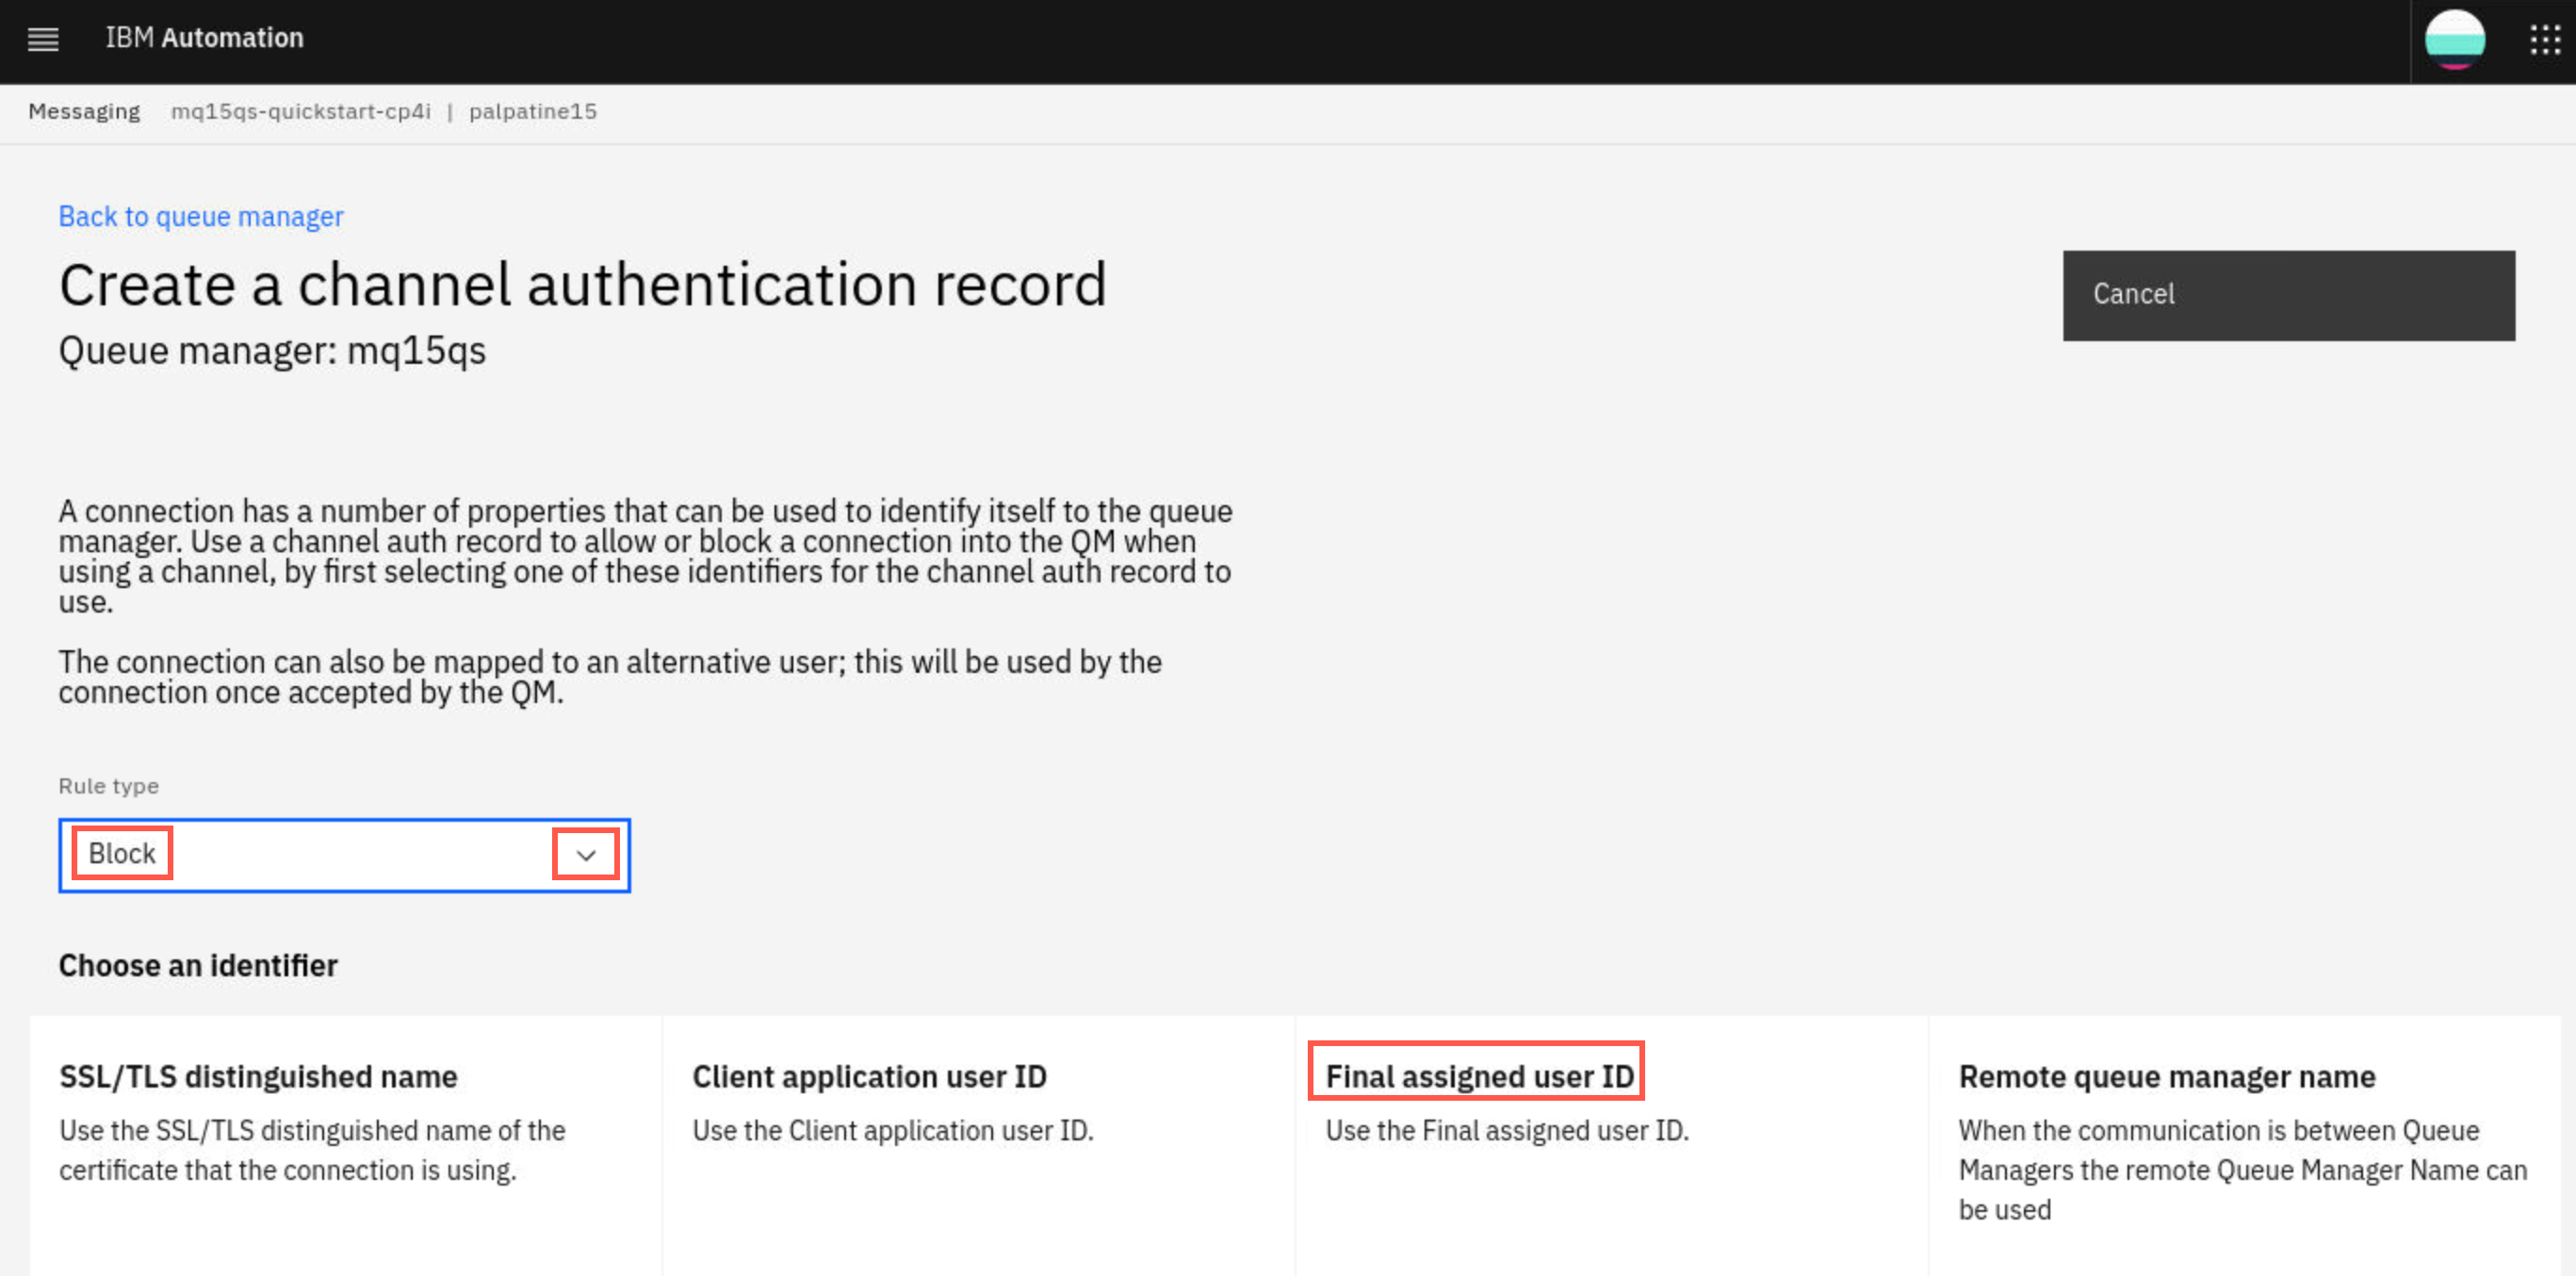 IBM Automation
Messaging mq15qs-quickstart-cp4i | palpatine15
Back to queue manager
Create a channel authentication record
Cancel
Queue manager: mq15qs
A connection has a number of properties that can be used to identify itself to the queue
manager. Use a channel auth record to allow or block a connection into the QM when
using a channel, by first selecting one of these identifiers for the channel auth record to
use.
The connection can also be mapped to an alternative user; this will be used by the
connection once accepted by the QM.
Rule type
Block
Choose an identifier
SSL/TLS distinguished name
Use the SSL/TLS distinguished name of the
certificate that the connection is using.
Client application user ID
Use the Client application user ID.
Final assigned user ID
Use the Final assigned user ID.
Remote queue manager name
When the communication is between Queue
Managers the remote Queue Manager Name can
be used